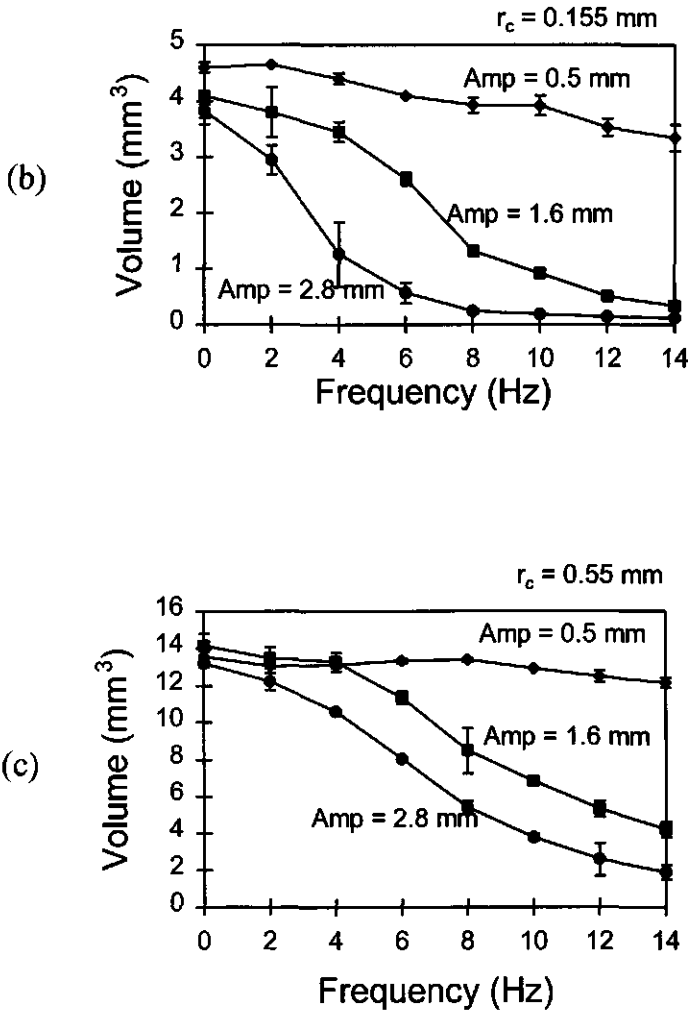 r_c = 0.155 mm
(b)
Volume (mm³)
5
4
3
2
1
0
Amp = 0.5 mm
Amp = 1.6 mm
Amp = 2.8 mm
0 2 4 6 8 10 12 14
Frequency (Hz)
r_c = 0.55 mm
(c)
Volume (mm³)
16
14
12
10
8
6
4
2
0
Amp = 0.5 mm
Amp = 1.6 mm
Amp = 2.8 mm
0 2 4 6 8 10 12 14
Frequency (Hz)